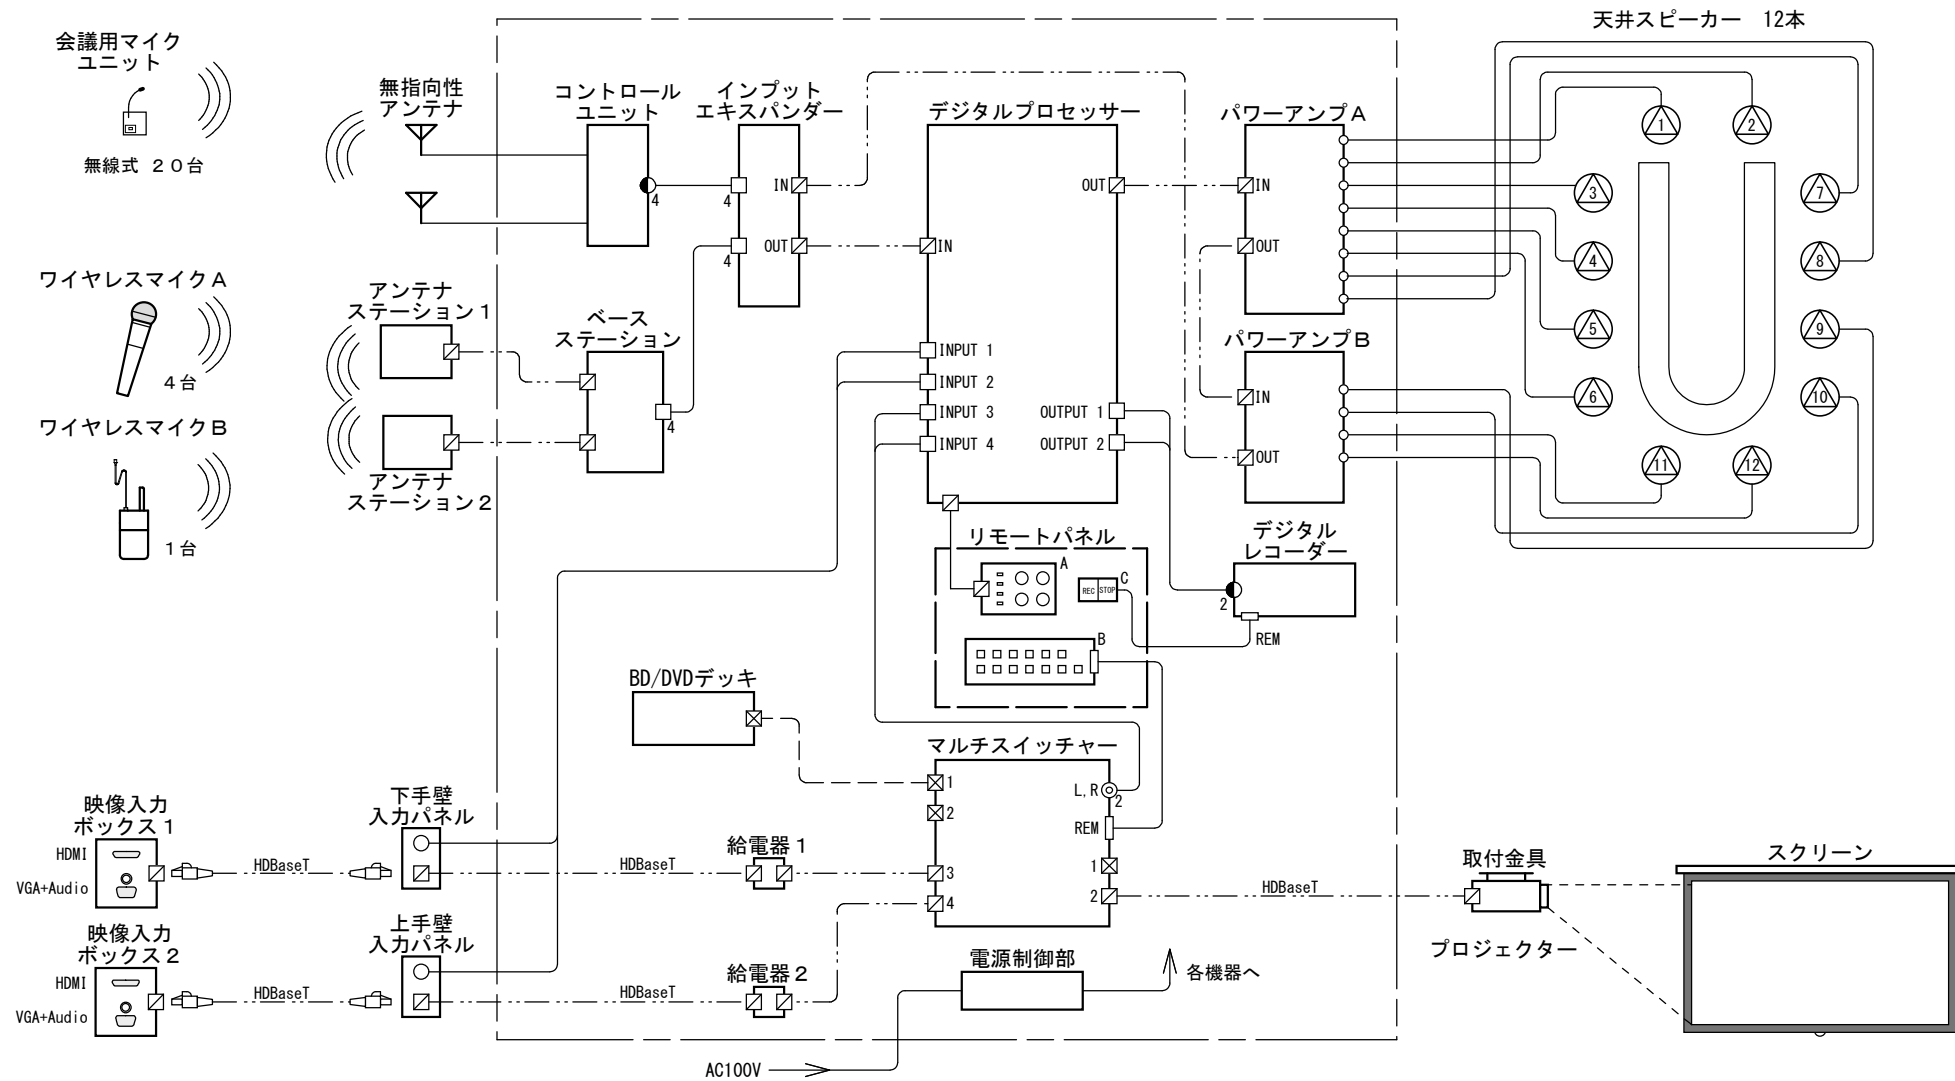 天井スピーカー 12本
会議用マイク
ユニット
無線式 20台
無指向性
アンテナ
コントロール
ユニット
4
インプット
エキスパンダー
4
IN
4
OUT
デジタルプロセッサー
OUT
IN
INPUT 1
INPUT 2
INPUT 3
INPUT 4
OUTPUT 1
OUTPUT 2
パワーアンプA
IN
OUT
パワーアンプB
IN
OUT
1
2
3
4
5
6
7
8
9
10
11
12
ワイヤレスマイクA
4台
ワイヤレスマイクB
1台
アンテナ
ステーション1
アンテナ
ステーション2
ベース
ステーション
4
リモートパネル
A
C
REC
STOP
B
デジタル
レコーダー
2
REM
BD/DVDデッキ
マルチスイッチャー
1
2
3
4
L,R
2
REM
1
2
映像入力
ボックス1
HDMI
VGA+Audio
HDBaseT
下手壁
入力パネル
HDBaseT
給電器1
映像入力
ボックス2
HDMI
VGA+Audio
HDBaseT
上手壁
入力パネル
HDBaseT
給電器2
HDBaseT
取付金具
プロジェクター
スクリーン
電源制御部
各機器へ
AC100V